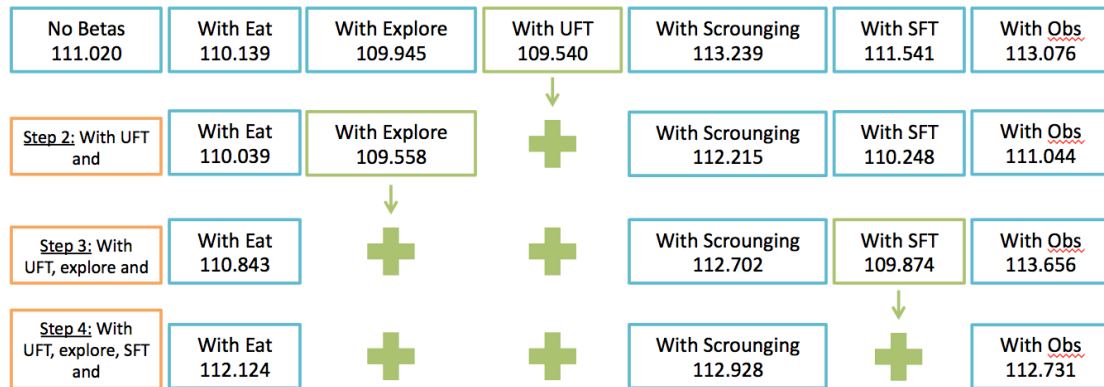 No Betas
111.020
With Eat
110.139
With Explore
109.945
With UFT
109.540
With Scrounging
113.239
With SFT
111.541
With Obs
113.076
Step 2: With UFT
and
With Eat
110.039
With Explore
109.558
With Scrounging
112.215
With SFT
110.248
With Obs
111.044
Step 3: With
UFT, explore and
With Eat
110.843
With Scrounging
112.702
With SFT
109.874
With Obs
113.656
Step 4: With
UFT, explore, SFT
and
With Eat
112.124
With Scrounging
112.928
With Obs
112.731